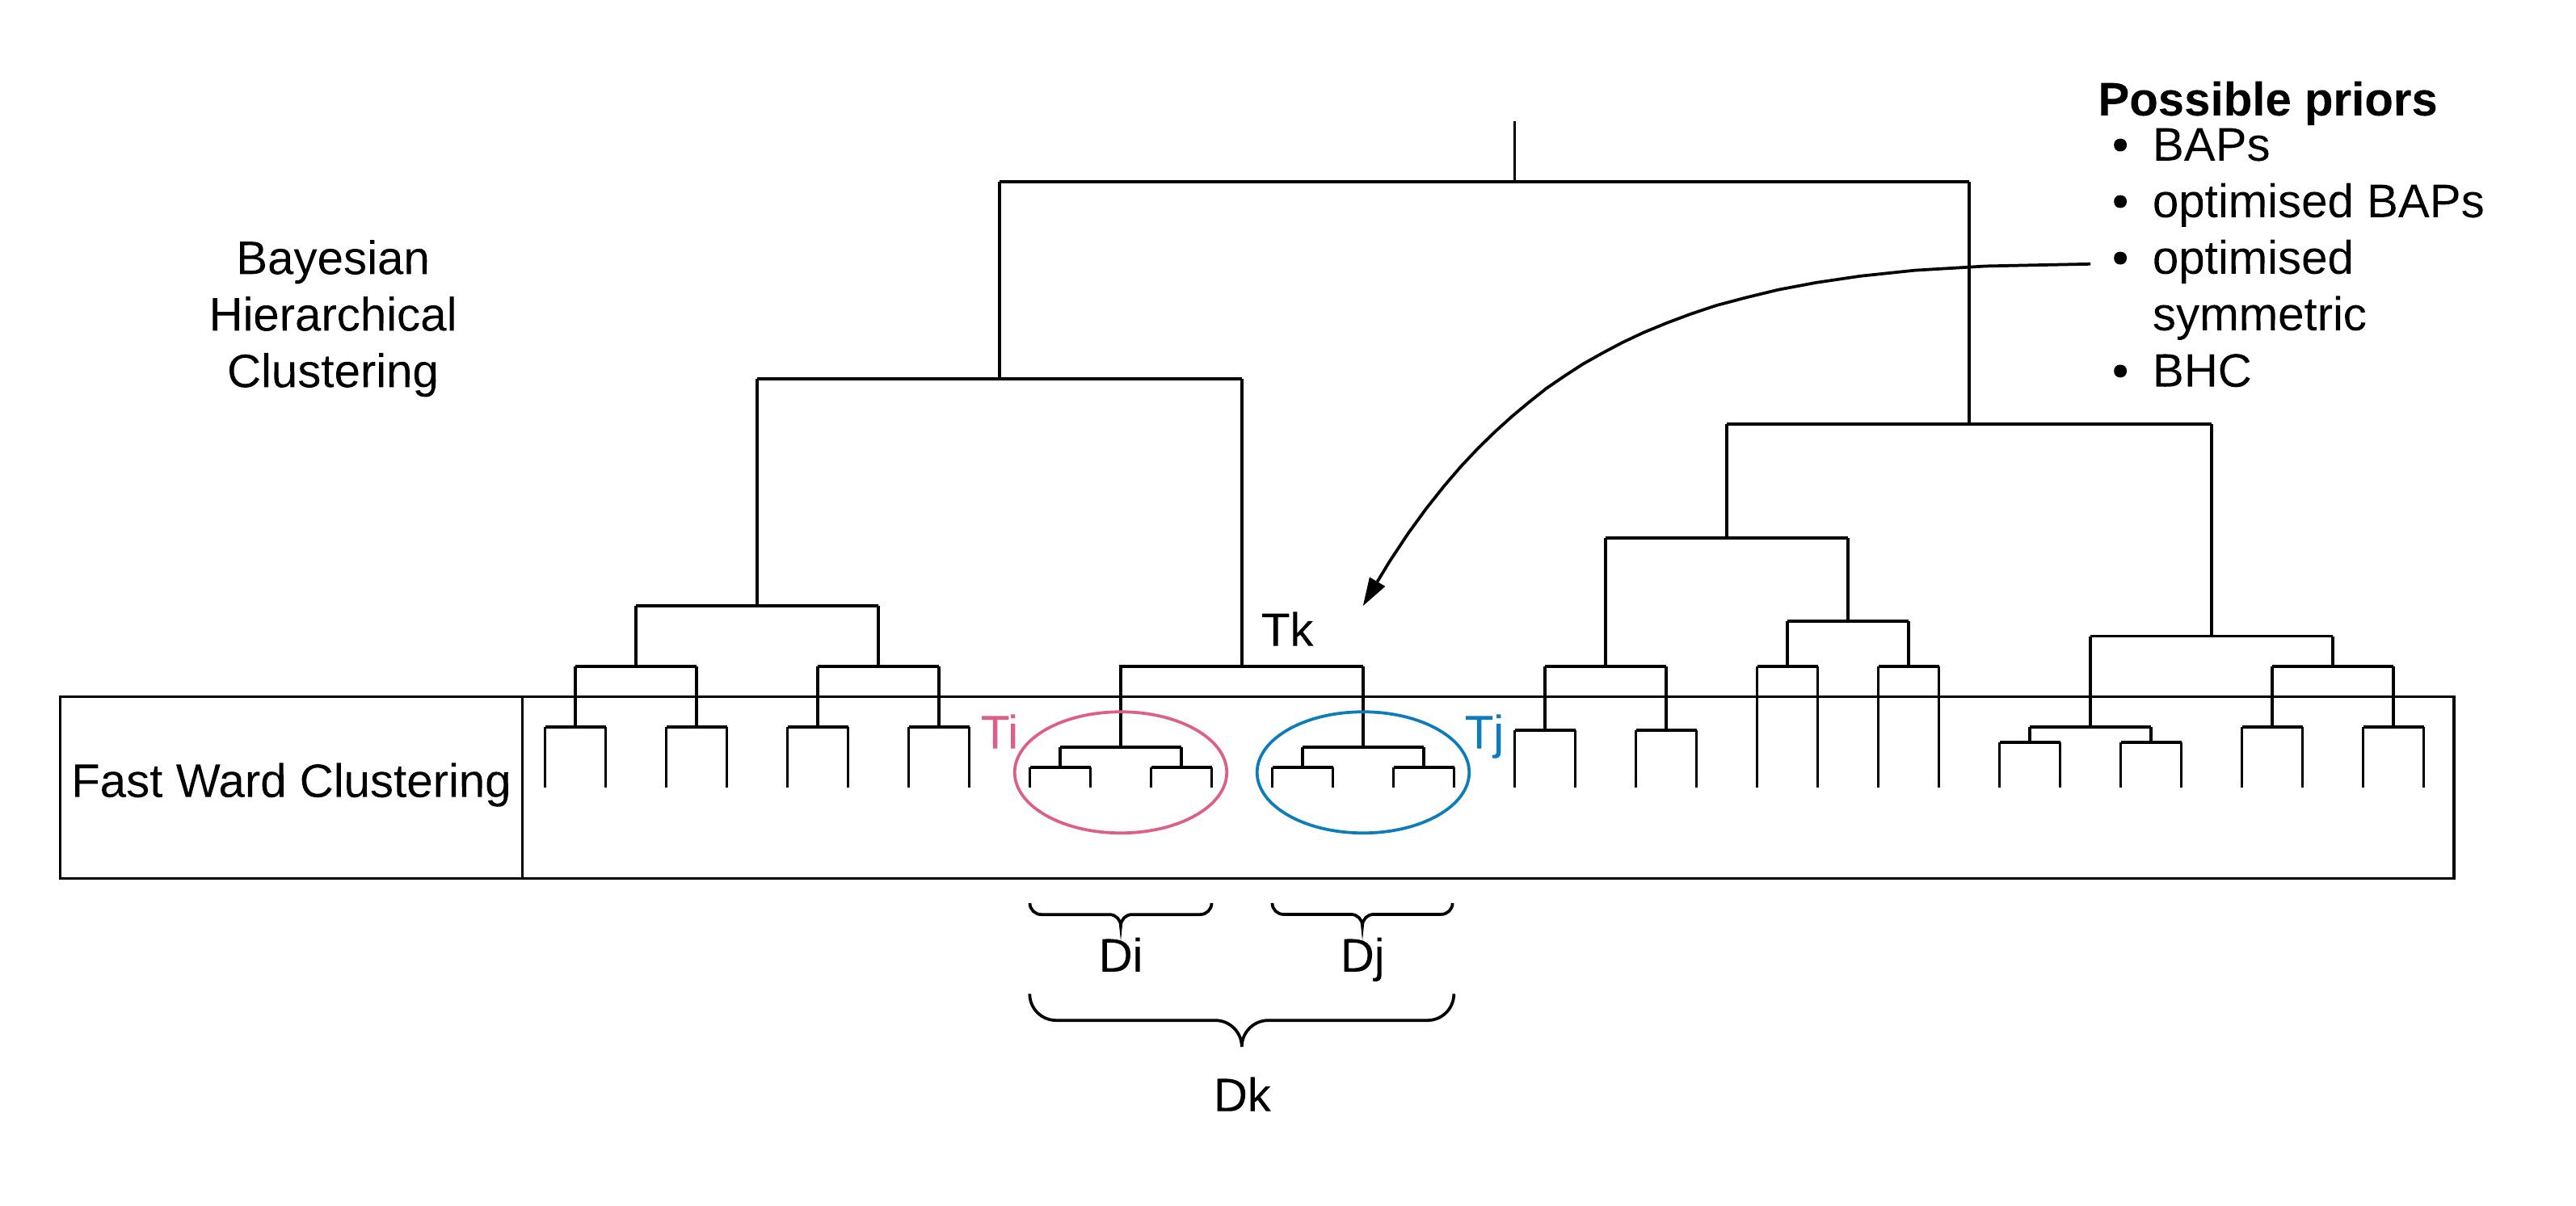 Possible priors
• BAPs
• optimised BAPs
• optimised
symmetric
• BHC
Bayesian
Hierarchical
Clustering
Tk
Ti
Tj
Fast Ward Clustering
Di
Dj
Dk